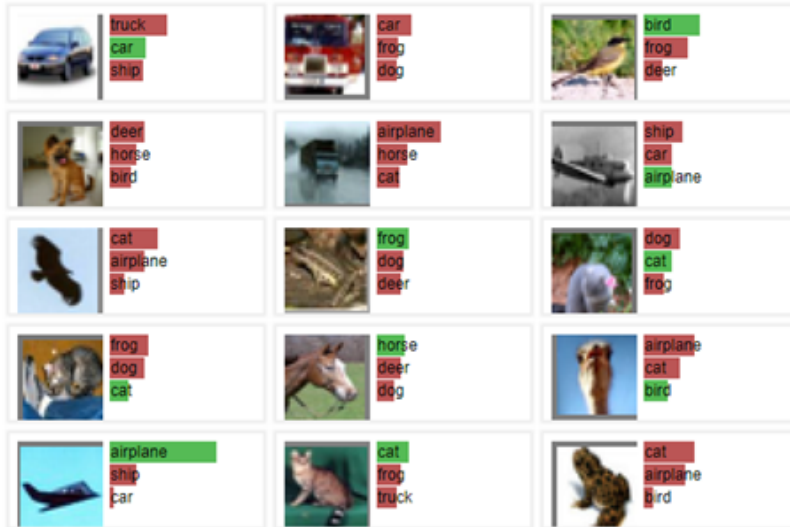 truck
car
ship
car
frog
dog
bird
frog
deer
deer
horse
bird
airplane
horse
cat
ship
car
airplane
cat
airplane
ship
frog
dog
deer
dog
cat
frog
frog
dog
cat
horse
deer
dog
airplane
cat
bird
airplane
ship
car
cat
frog
truck
cat
airplane
bird